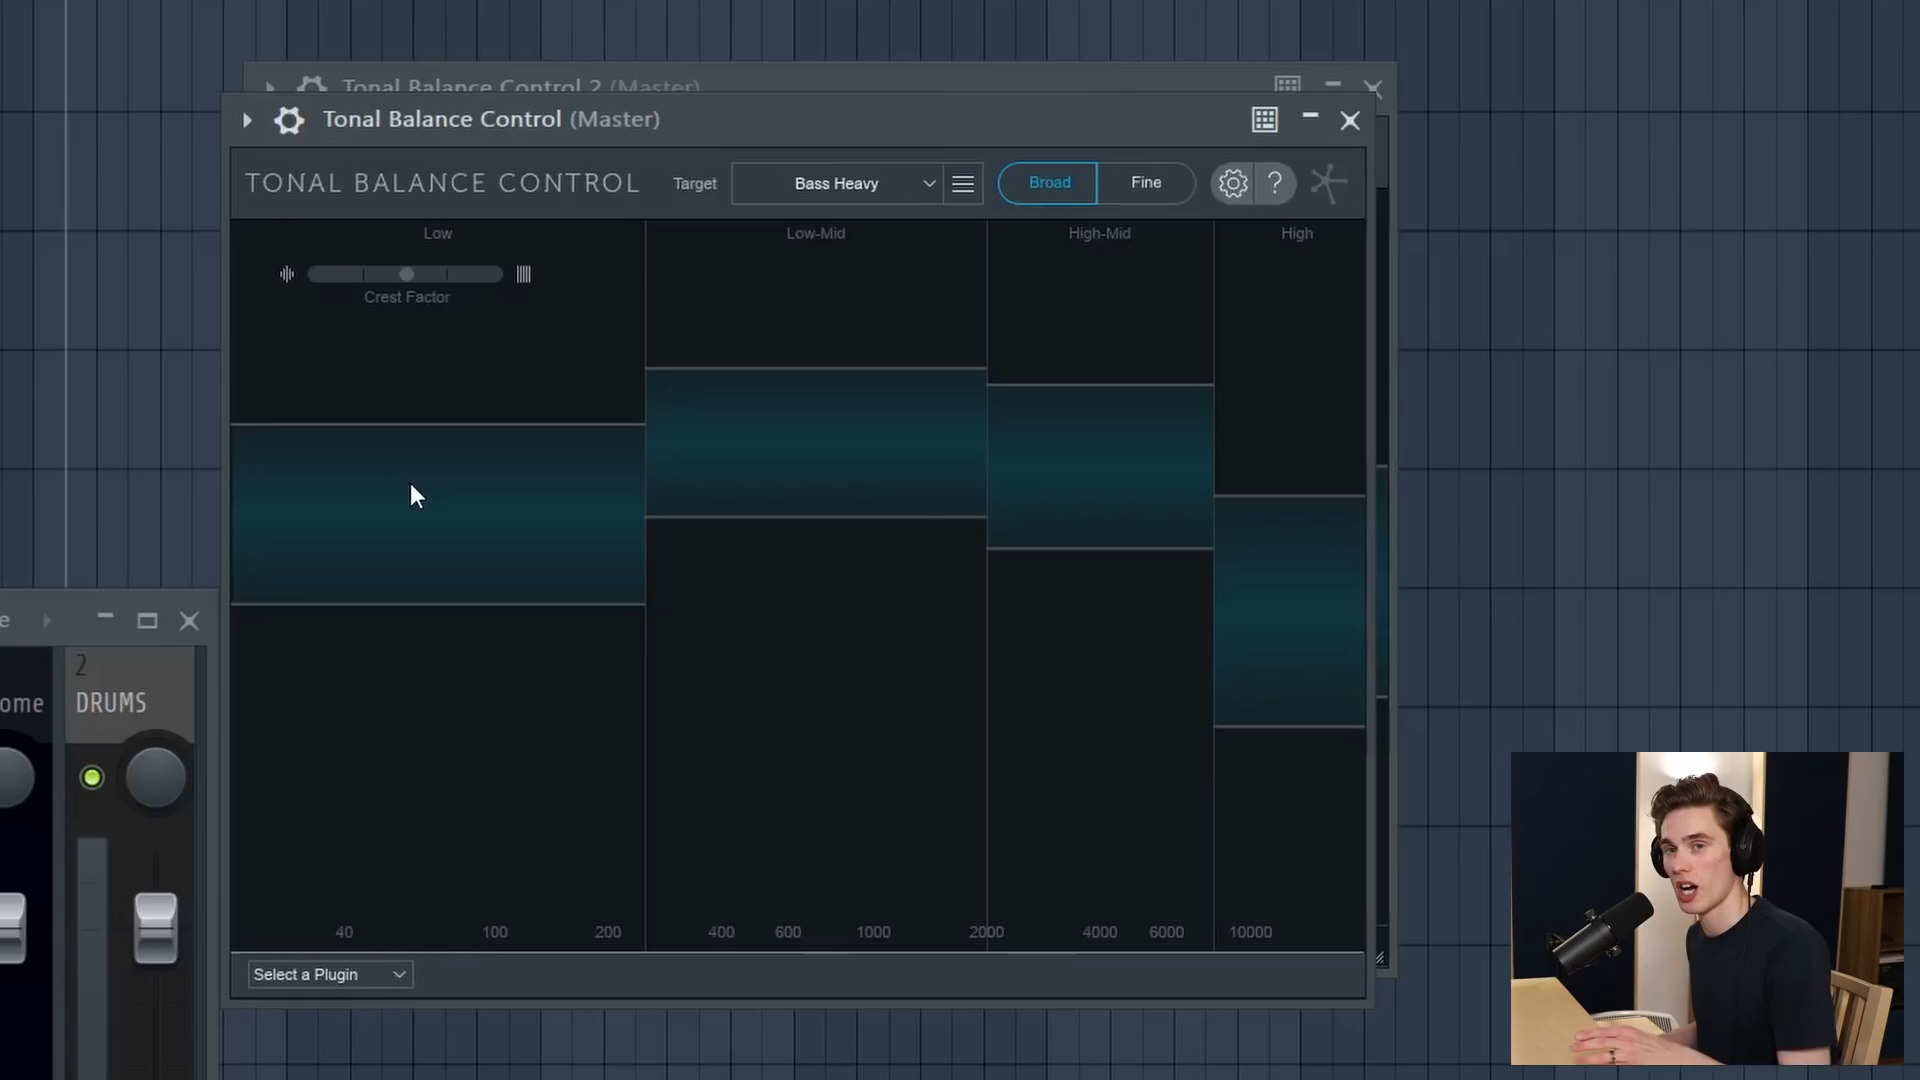 Tonal Balance Control 2 (Master)
Tonal Balance Control (Master)
TONAL BALANCE CONTROL
Target
Bass Heavy
Broad
Fine
?
Low
Low-Mid
High-Mid
High
Crest Factor
e
2
ome
DRUMS
40
100
200
400
600
1000
2000
4000
6000
10000
Select a Plugin